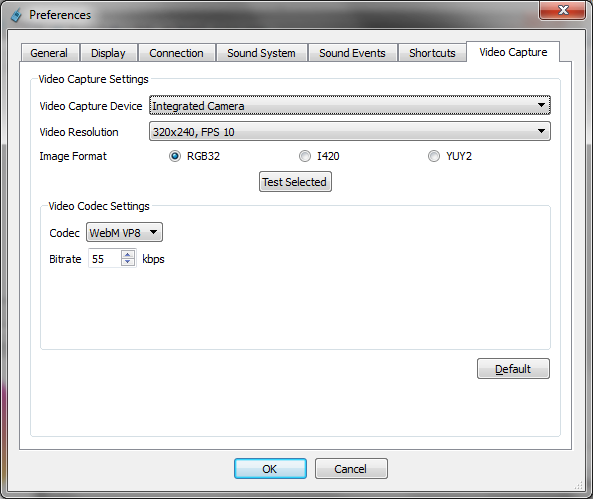 Preferences
General Display Connection Sound System Sound Events Shortcuts Video Capture
Video Capture Settings
Video Capture Device Integrated Camera
Video Resolution 320x240, FPS 10
Image Format RGB32 I420 YUY2
Test Selected
Video Codec Settings
Codec WebM VP8
Bitrate 55 kbps
Default
OK Cancel